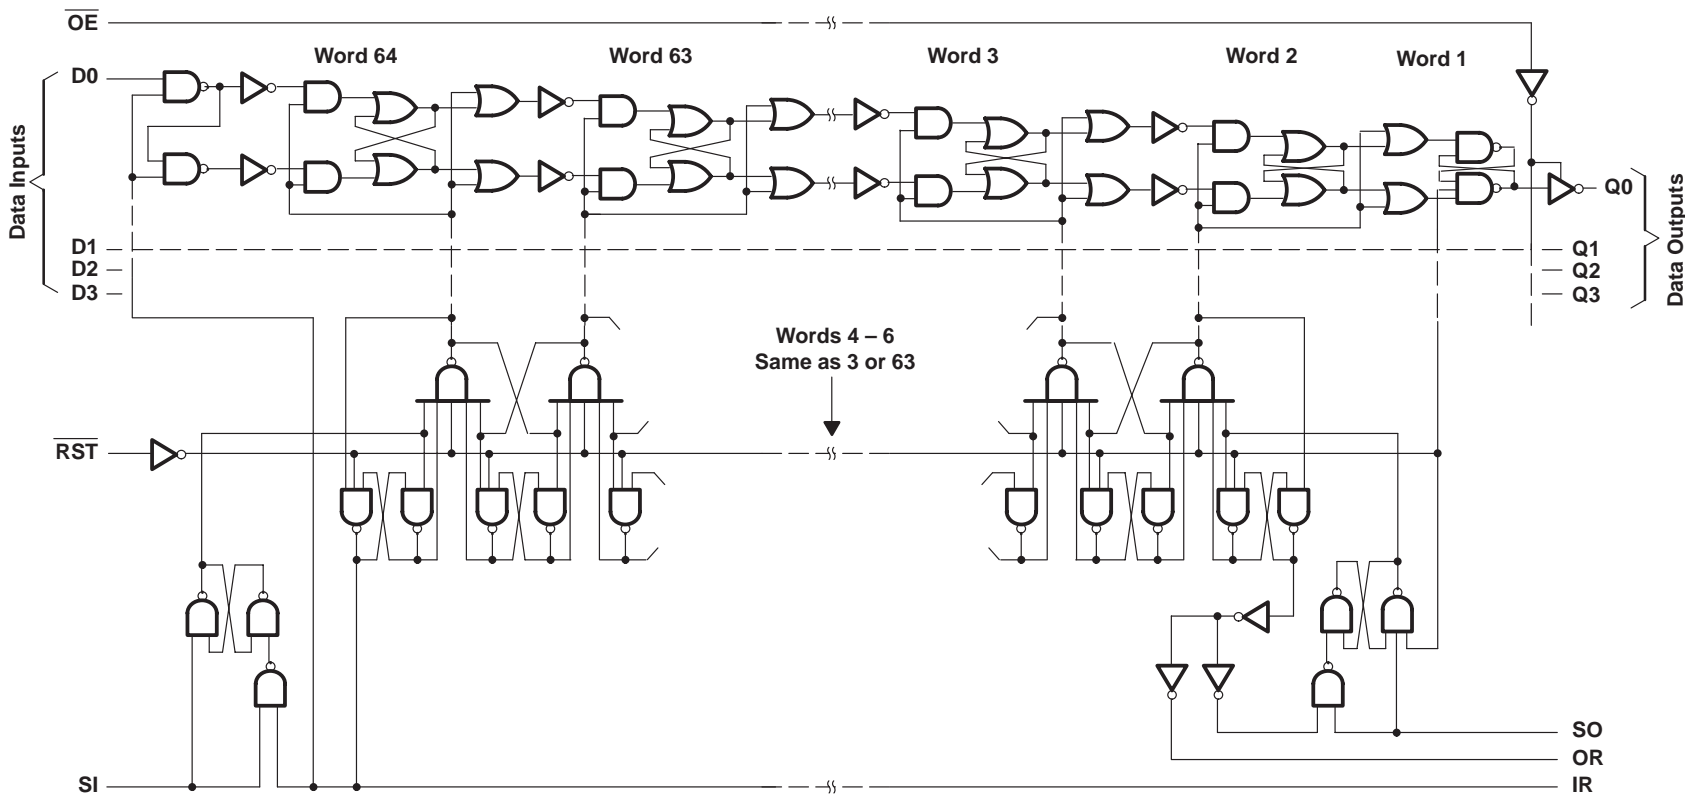 OE
Word 64 Word 63 Word 3 Word 2 Word 1
D0
Data Inputs
Q0
D1 Q1
D2 Q2
D3 Q3
Data Outputs
Words 4 – 6
Same as 3 or 63
RST
SO
OR
SI IR